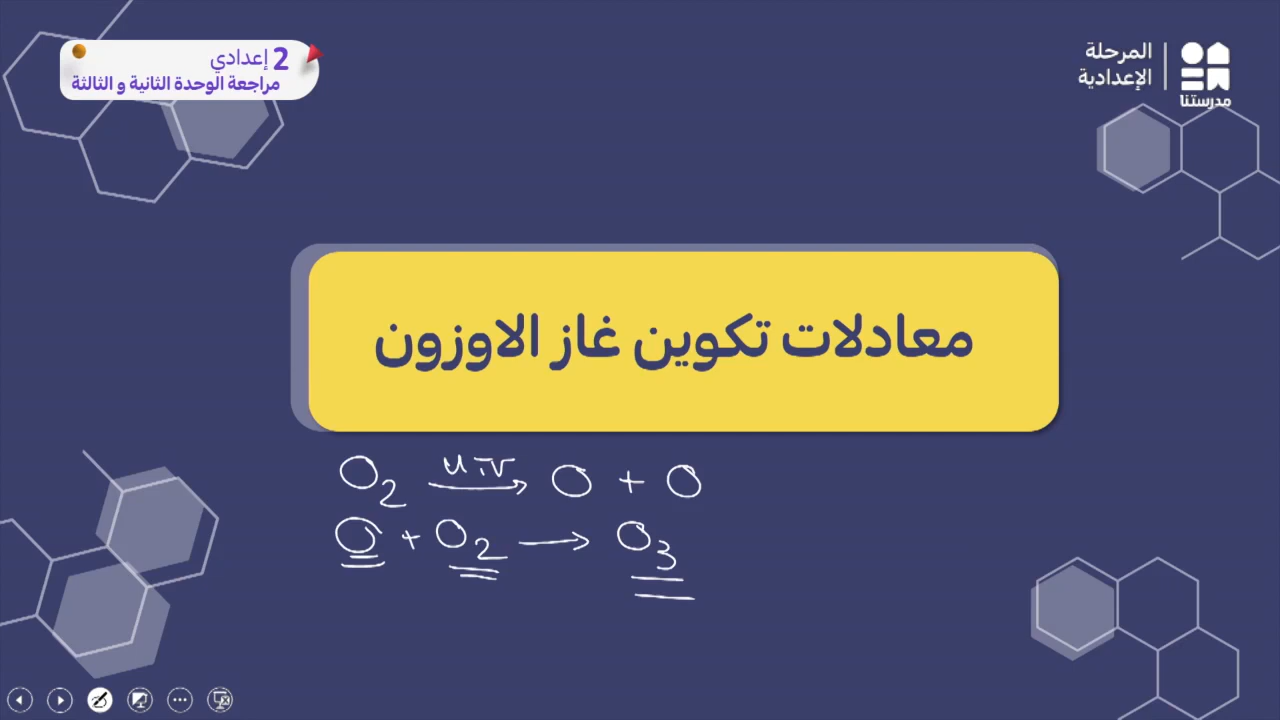 2 إعدادي
مراجعة الوحدة الثانية و الثالثة
المرحلة
الإعدادية
مدرستنا
معادلات تكوين غاز الاوزون
O2 U.V → O + O
O + O2 → O3